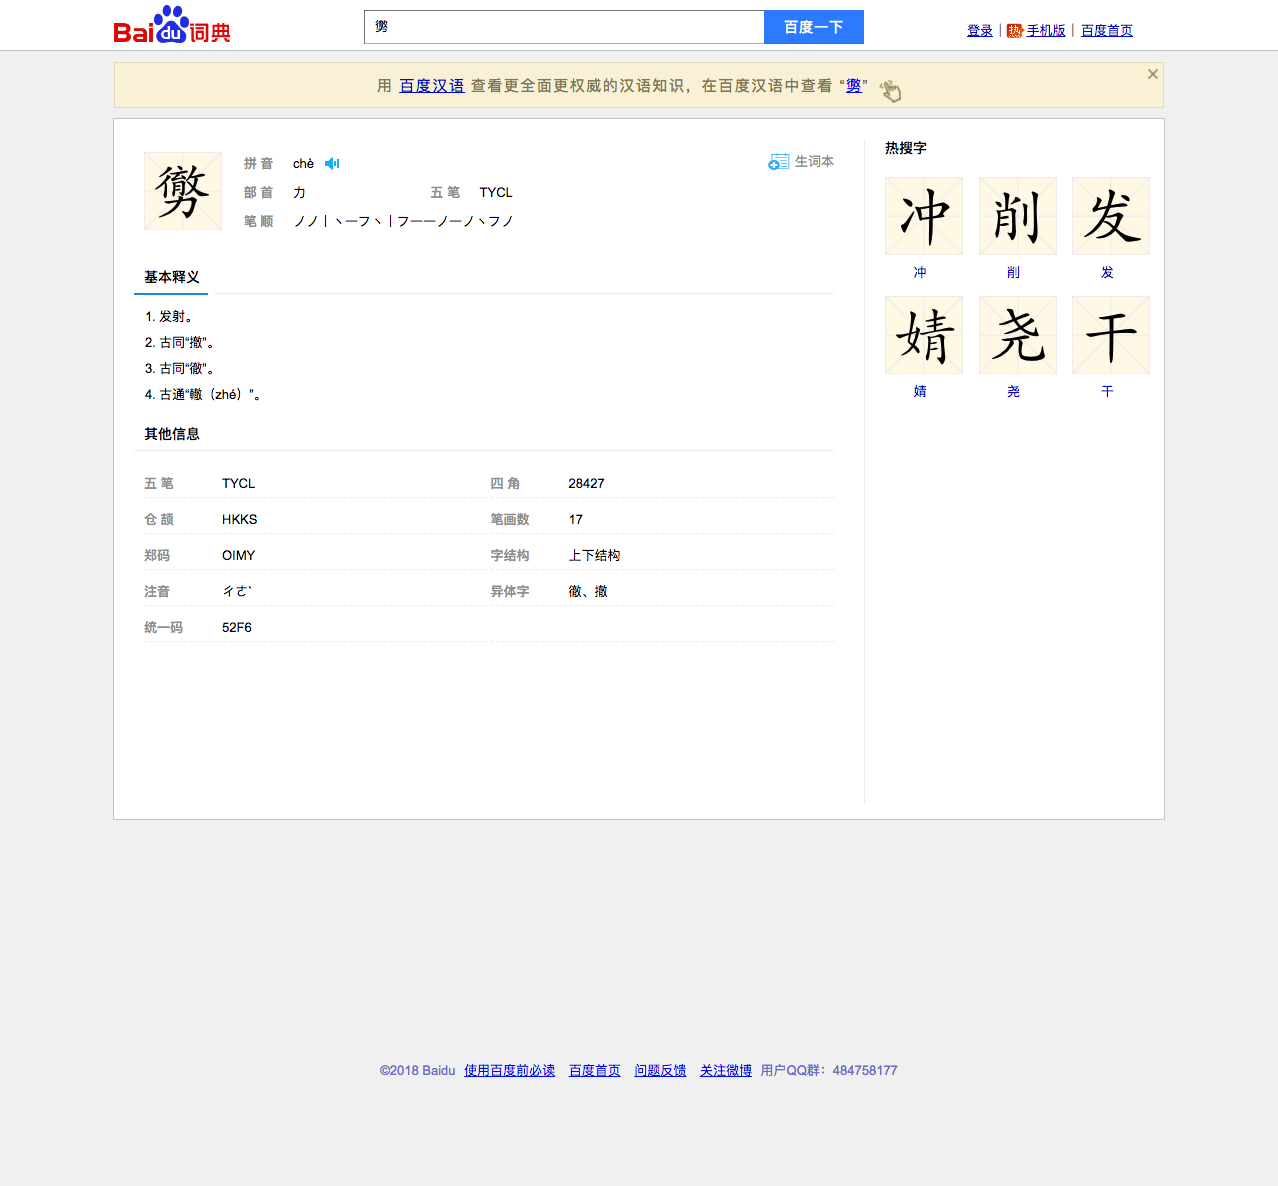 Baidu词典
勶
百度一下
登录 | 热 手机版 | 百度首页
用 百度汉语 查看更全面更权威的汉语知识，在百度汉语中查看 “勶”
勶
拼 音 chè
生词本
部 首 力 五 笔 TYCL
笔 顺 ノノ丨丶一フ丶丨フ一一ノ一ノ丶フノ
基本释义
1. 发射。
2. 古同“撤”。
3. 古同“徹”。
4. 古通“轍（zhé）”。
其他信息
五 笔 TYCL 四 角 28427
仓 颉 HKKS 笔画数 17
郑码 OIMY 字结构 上下结构
注音 ㄔㄜˋ 异体字 徹、撤
统一码 52F6
热搜字
冲 削 发
冲 削 发
婧 尧 干
婧 尧 干
©2018 Baidu 使用百度前必读 百度首页 问题反馈 关注微博 用户QQ群：484758177